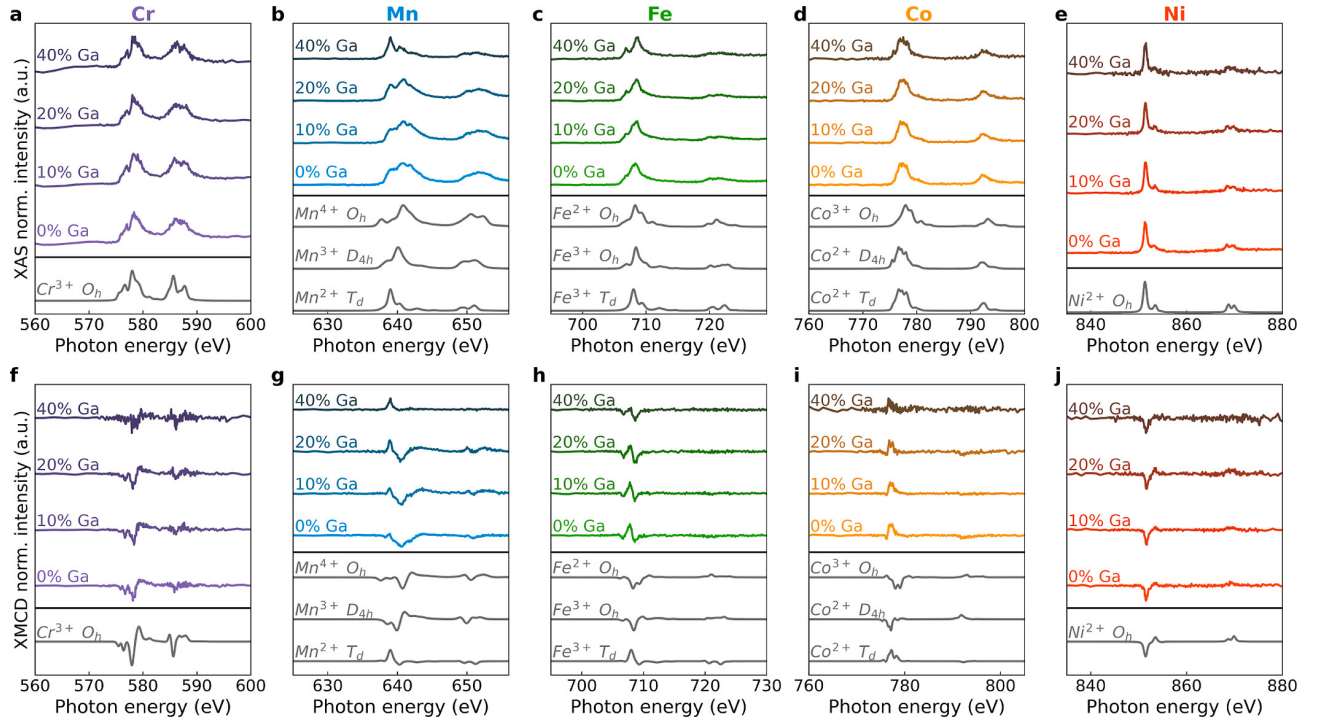 a Cr b Mn c Fe d Co e Ni
XAS norm. intensity (a.u.)
40% Ga
20% Ga
10% Ga
0% Ga
Cr³⁺ Oₕ
560 570 580 590 600
Photon energy (eV)
40% Ga
20% Ga
10% Ga
0% Ga
Mn⁴⁺ Oₕ
Mn³⁺ D₄ₕ
Mn²⁺ T_d
630 640 650
Photon energy (eV)
40% Ga
20% Ga
10% Ga
0% Ga
Fe²⁺ Oₕ
Fe³⁺ Oₕ
Fe³⁺ T_d
700 710 720
Photon energy (eV)
40% Ga
20% Ga
10% Ga
0% Ga
Co³⁺ Oₕ
Co²⁺ D₄ₕ
Co²⁺ T_d
760 770 780 790 800
Photon energy (eV)
40% Ga
20% Ga
10% Ga
0% Ga
Ni²⁺ Oₕ
840 860 880
Photon energy (eV)
f g h i j
XMCD norm. intensity (a.u.)
40% Ga
20% Ga
10% Ga
0% Ga
Cr³⁺ Oₕ
560 570 580 590 600
Photon energy (eV)
40% Ga
20% Ga
10% Ga
0% Ga
Mn⁴⁺ Oₕ
Mn³⁺ D₄ₕ
Mn²⁺ T_d
630 640 650
Photon energy (eV)
40% Ga
20% Ga
10% Ga
0% Ga
Fe²⁺ Oₕ
Fe³⁺ Oₕ
Fe³⁺ T_d
700 710 720 730
Photon energy (eV)
40% Ga
20% Ga
10% Ga
0% Ga
Co³⁺ Oₕ
Co²⁺ D₄ₕ
Co²⁺ T_d
760 780 800
Photon energy (eV)
40% Ga
20% Ga
10% Ga
0% Ga
Ni²⁺ Oₕ
840 860 880
Photon energy (eV)